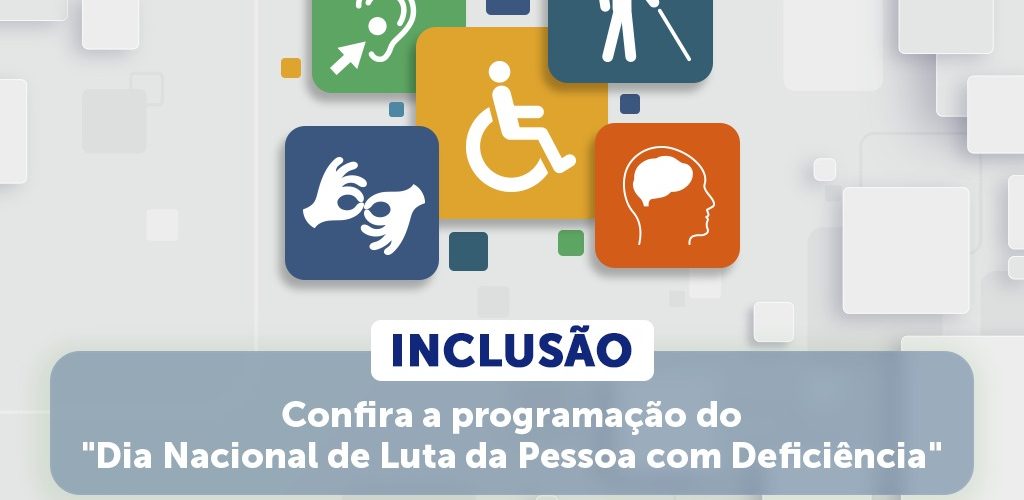 INCLUSÃO
Confira a programação do
"Dia Nacional de Luta da Pessoa com Deficiência"